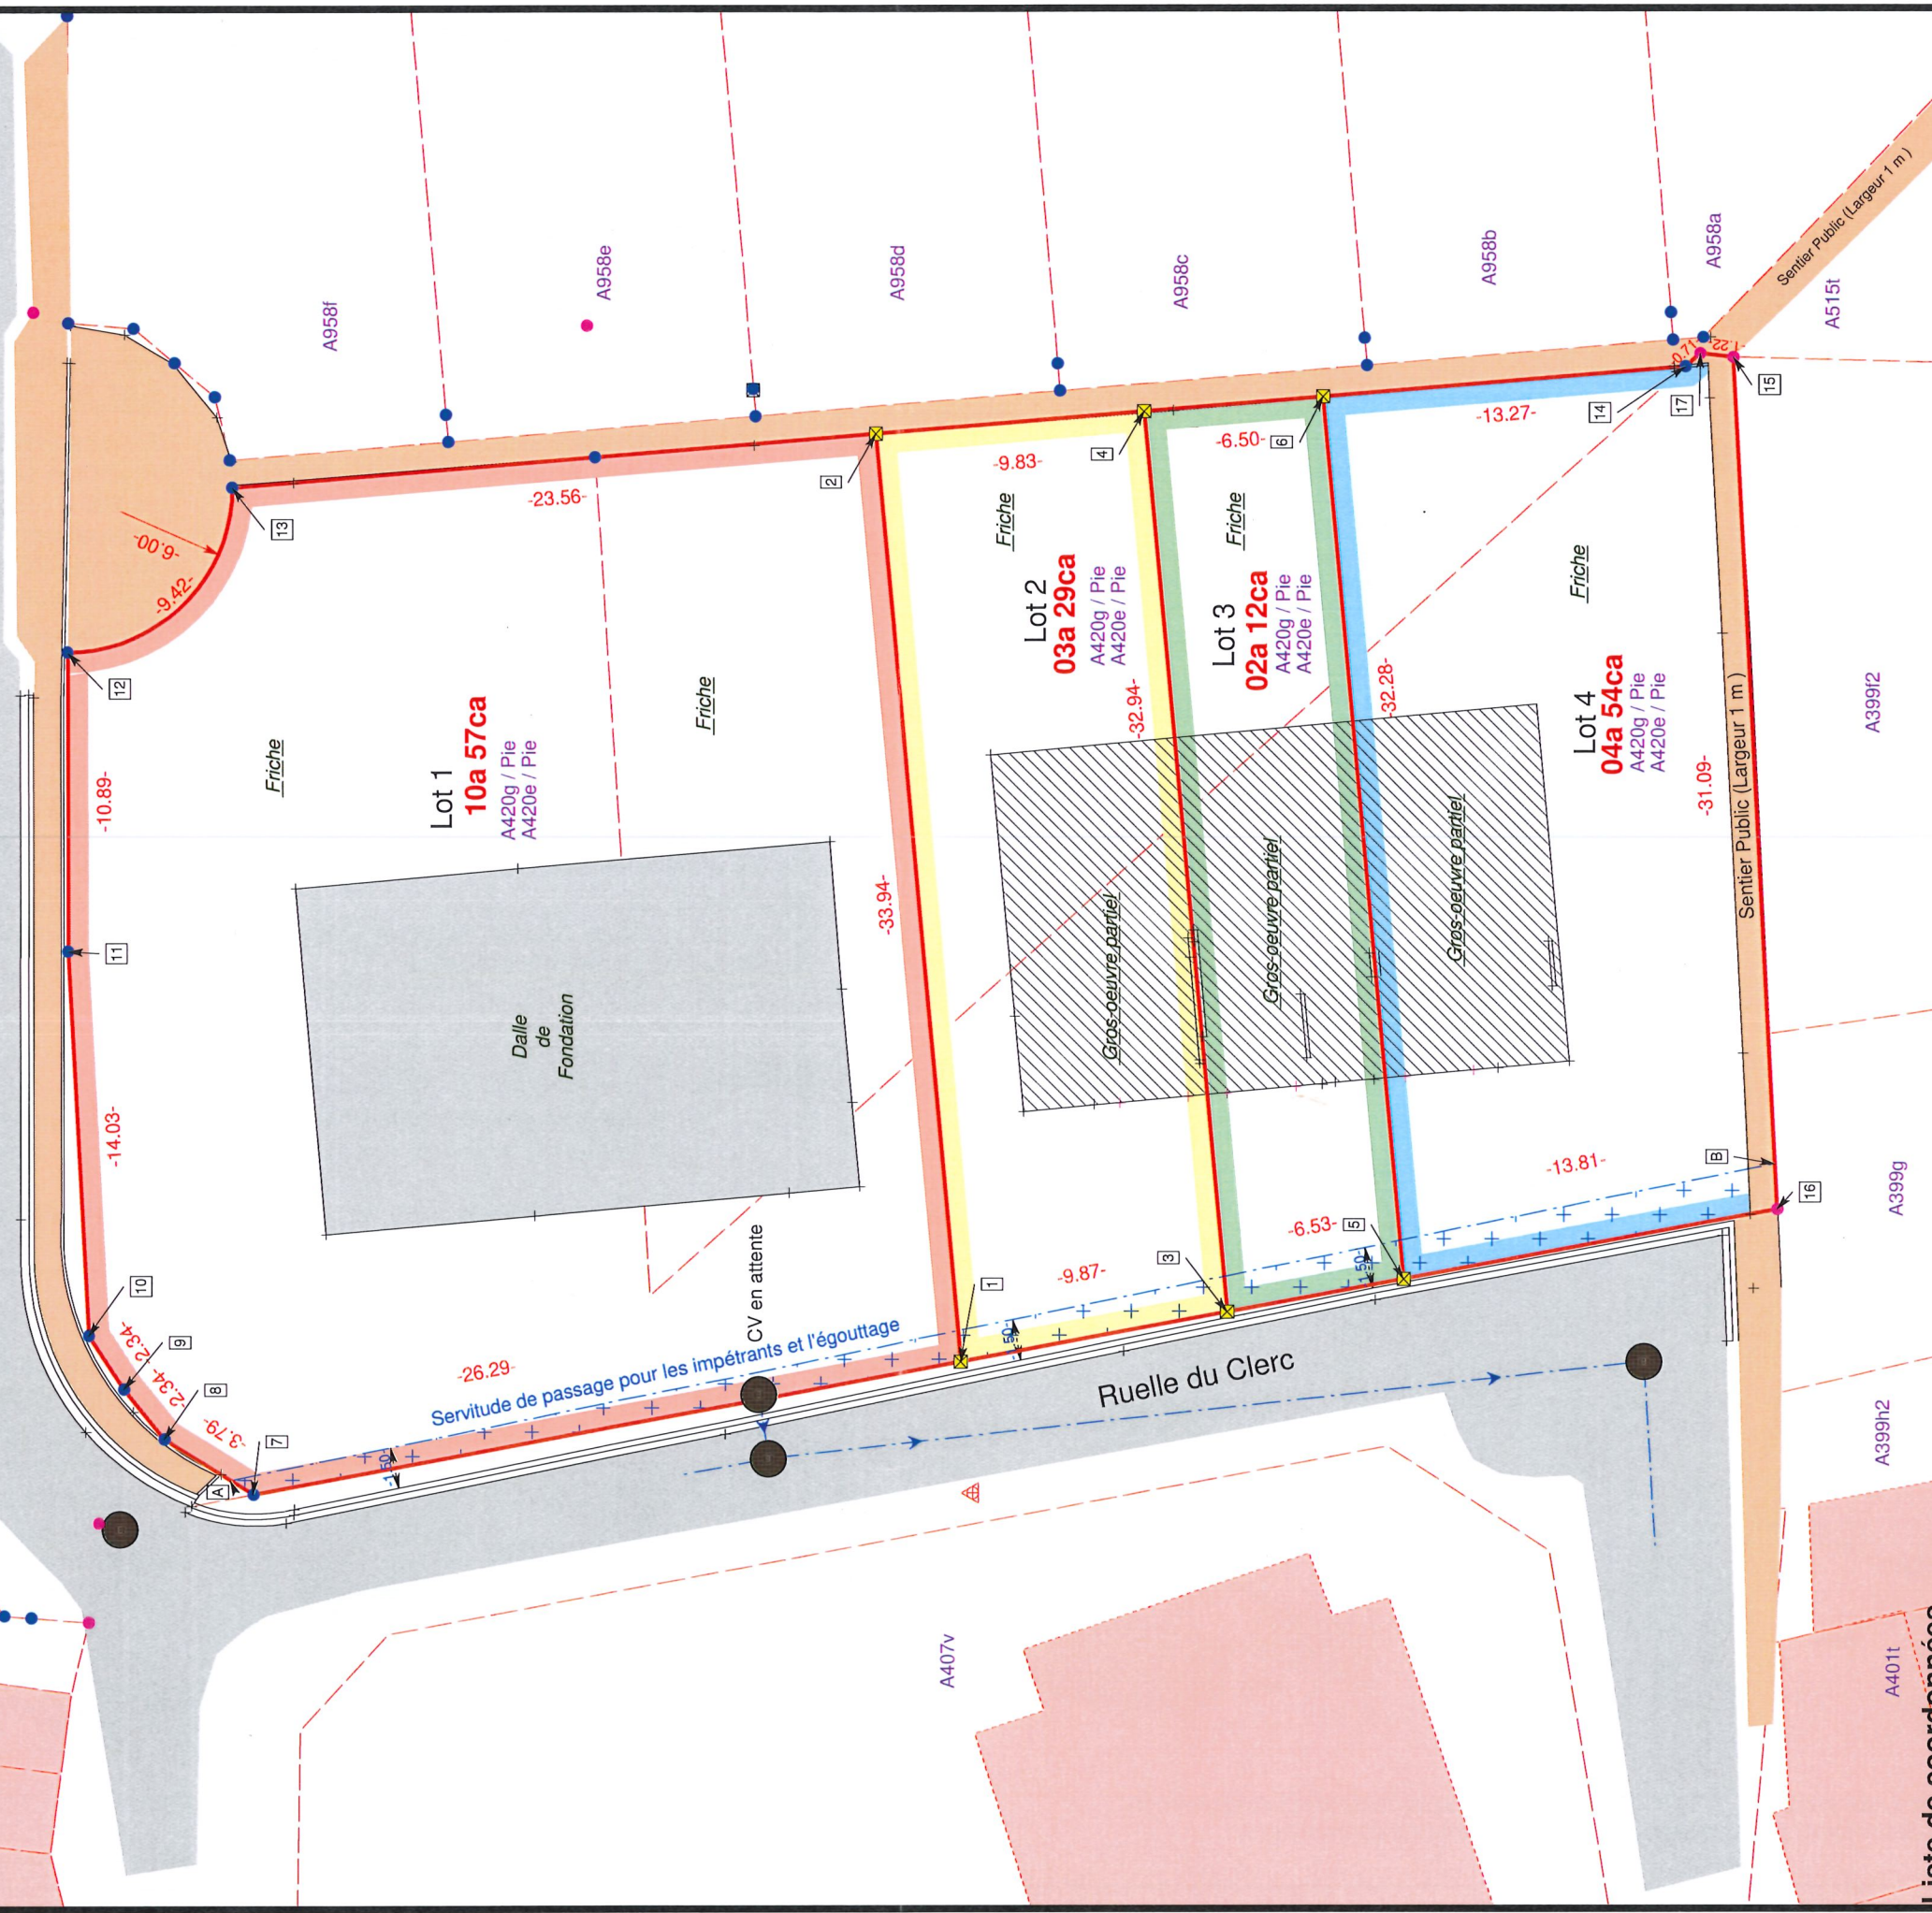 A958f
A958e
A958d
A958c
A958b
A958a
A515t
Sentier Public (Largeur 1 m )
-6.00-
-9.42-
13
-23.56-
2
-9.83-
4
-6.50-
6
-13.27-
14
17
15
-0.71-
-1.22-
12
-10.89-
11
-14.03-
10
9
8
7
A
-2.34-
-2.34-
-3.79-
Friche
Lot 1
10a 57ca
A420g / Pie
A420e / Pie
Friche
Dalle
de
Fondation
-33.94-
Friche
Lot 2
03a 29ca
A420g / Pie
A420e / Pie
-32.94-
Gros-oeuvre partiel
Friche
Lot 3
02a 12ca
A420g / Pie
A420e / Pie
-32.28-
Gros-oeuvre partiel
Friche
Lot 4
04a 54ca
A420g / Pie
A420e / Pie
Gros-oeuvre partiel
-31.09-
Sentier Public (Largeur 1 m )
A399f2
A399g
A399h2
B
16
-13.81-
-6.53-
5
1.50
3
-9.87-
1
1.50
CV en attente
-26.29-
Servitude de passage pour les impétrants et l'égouttage
1.50
Ruelle du Clerc
A407v
A401t